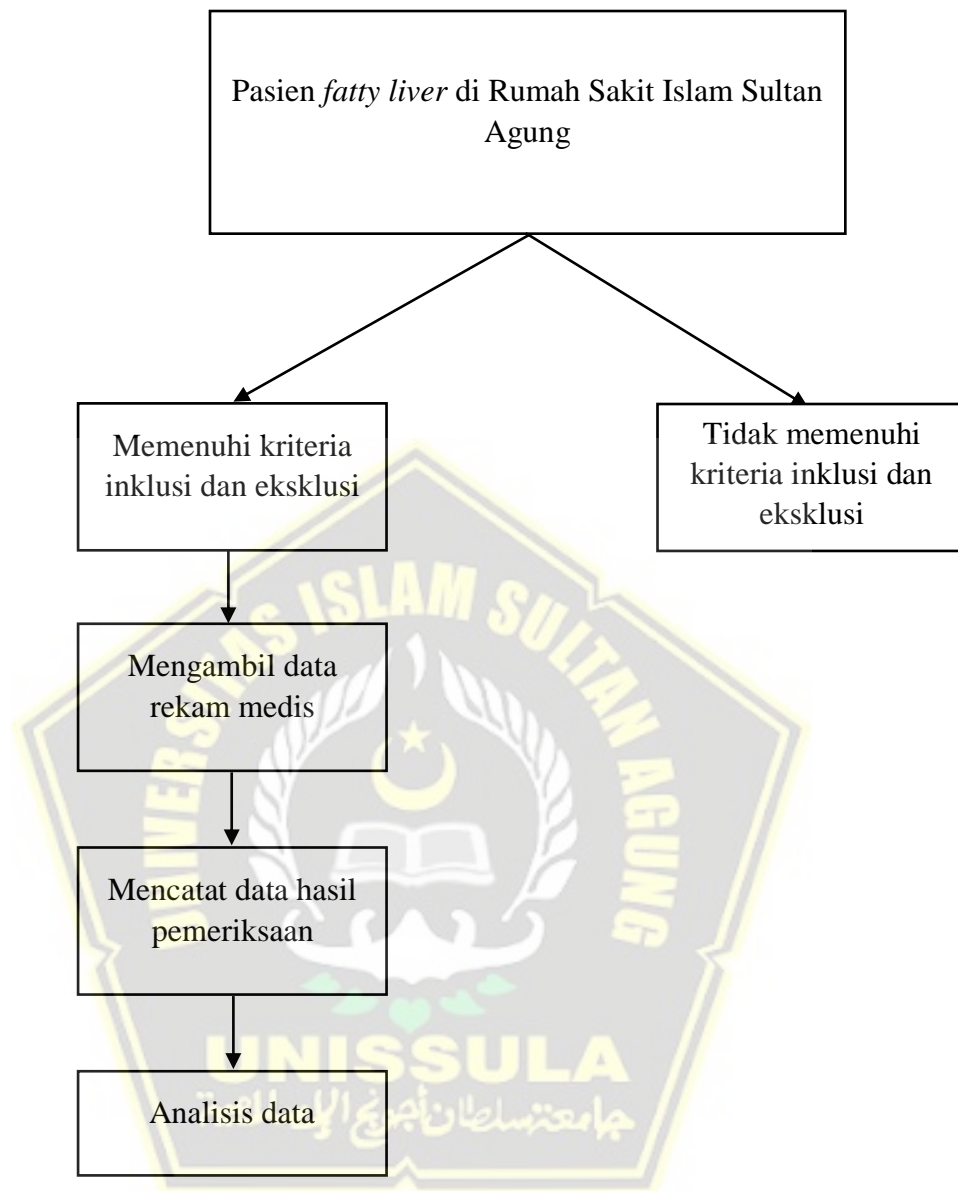 Pasien fatty liver di Rumah Sakit Islam Sultan
Agung
Memenuhi kriteria
inklusi dan eksklusi
Tidak memenuhi
kriteria inklusi dan
eksklusi
Mengambil data
rekam medis
Mencatat data hasil
pemeriksaan
Analisis data
UNIVERSITAS ISLAM SULTAN AGUNG
UNISSULA
جامعة سلطان أجونج الإسلامية